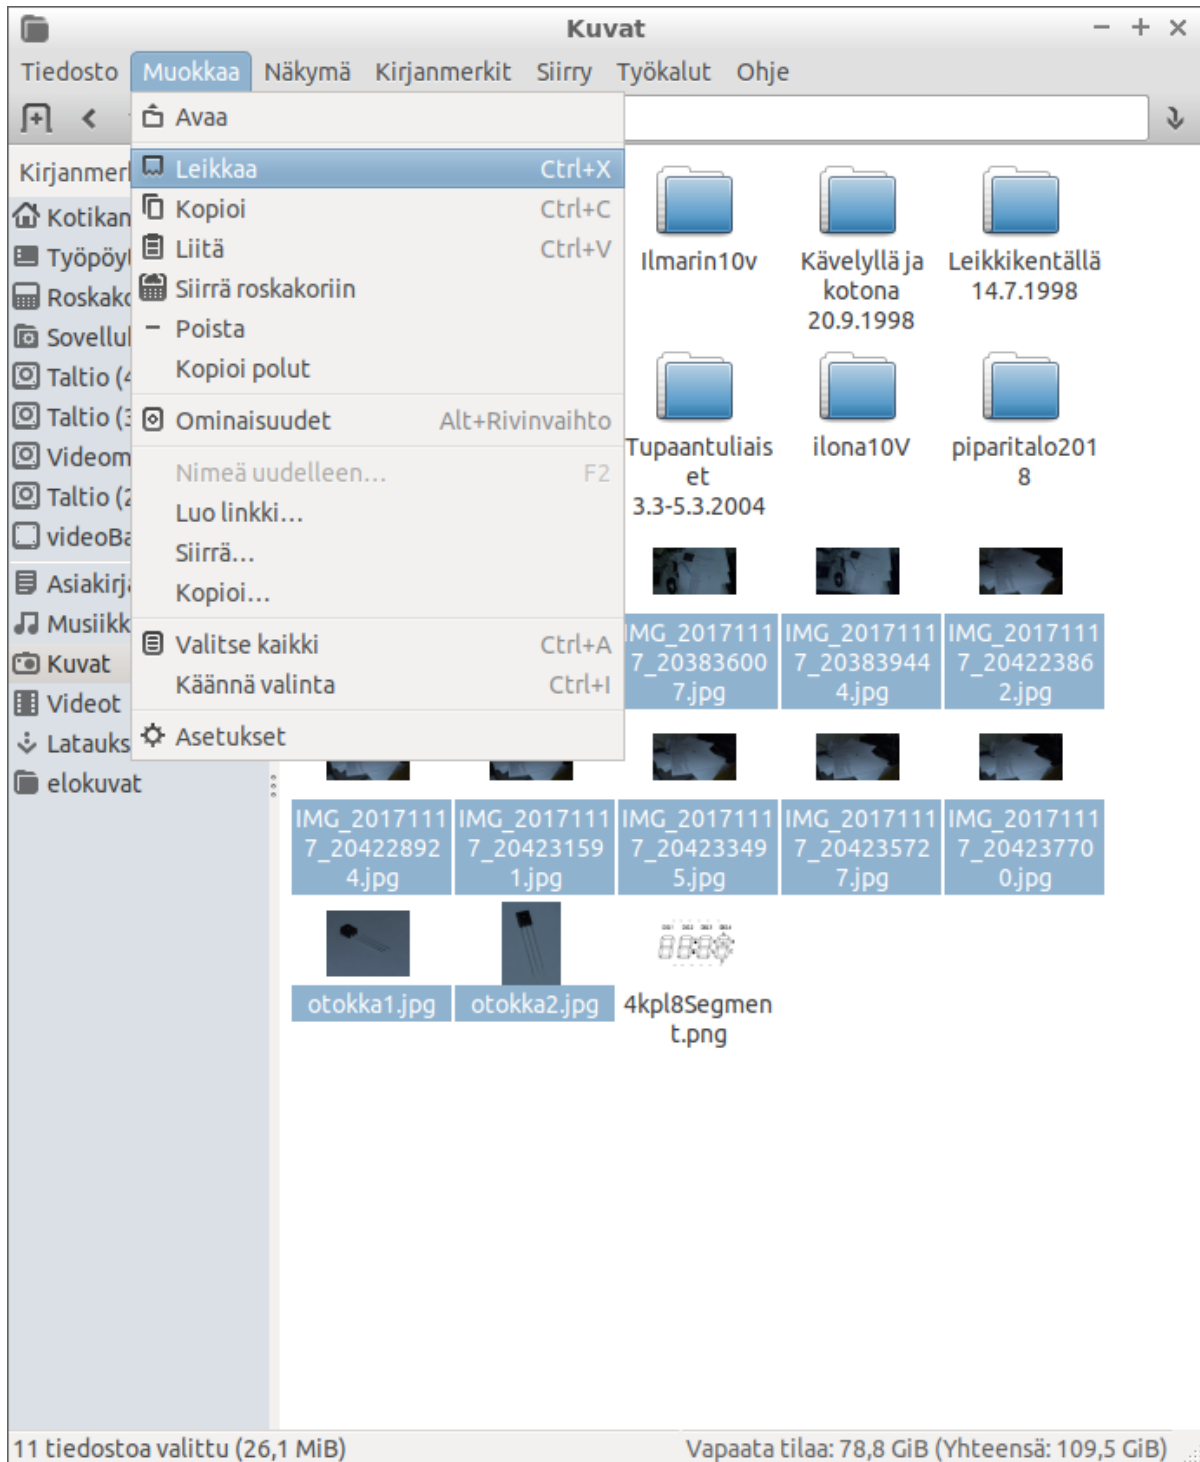 Kuvat
Tiedosto Muokkaa Näkymä Kirjanmerkit Siirry Työkalut Ohje
Avaa
Leikkaa Ctrl+X
Kopioi Ctrl+C
Liitä Ctrl+V
Siirrä roskakoriin
Poista
Kopioi polut
Ominaisuudet Alt+Rivinvaihto
Nimeä uudelleen... F2
Luo linkki...
Siirrä...
Kopioi...
Valitse kaikki Ctrl+A
Käännä valinta Ctrl+I
Asetukset
Kirjanmerl
Kotikan
Työpöyl
Roskako
Sovellul
Taltio (4
Taltio (3
Videom
Taltio (2
videoBa
Asiakirja
Musiikk
Kuvat
Videot
Latauks
elokuvat
Ilmarin10v
Kävelyllä ja
kotona
20.9.1998
Leikkikentällä
14.7.1998
Tupaantuliais
et
3.3-5.3.2004
ilona10V
piparitalo201
8
IMG_2017111
7_20383600
7.jpg
IMG_2017111
7_20383944
4.jpg
IMG_2017111
7_20422386
2.jpg
IMG_2017111
7_20422892
4.jpg
IMG_2017111
7_20423159
1.jpg
IMG_2017111
7_20423349
5.jpg
IMG_2017111
7_20423572
7.jpg
IMG_2017111
7_20423770
0.jpg
otokka1.jpg
otokka2.jpg
4kpl8Segmen
t.png
11 tiedostoa valittu (26,1 MiB)
Vapaata tilaa: 78,8 GiB (Yhteensä: 109,5 GiB)